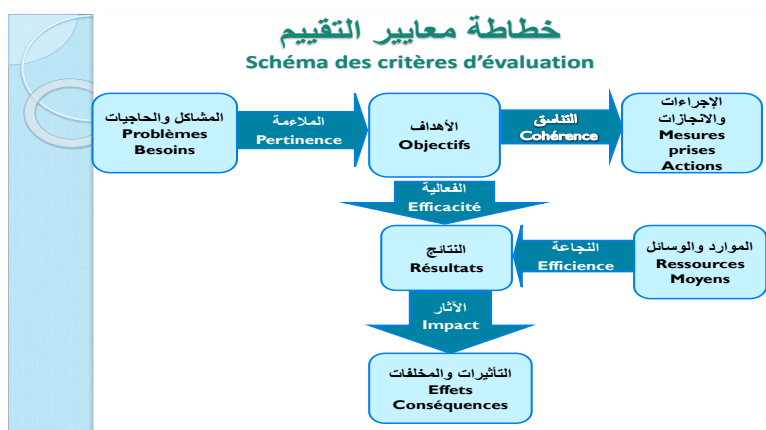 خطاطة معايير التقييم
Schéma des critères d’évaluation
المشاكل والحاجيات
Problèmes
Besoins
الملاءمة
Pertinence
الأهداف
Objectifs
التناسق
Cohérence
الإجراءات
والانجازات
Mesures
prises
Actions
الفعالية
Efficacité
النتائج
Résultats
النجاعة
Efficience
الموارد والوسائل
Ressources
Moyens
الآثار
Impact
التأثيرات والمخلفات
Effets
Conséquences